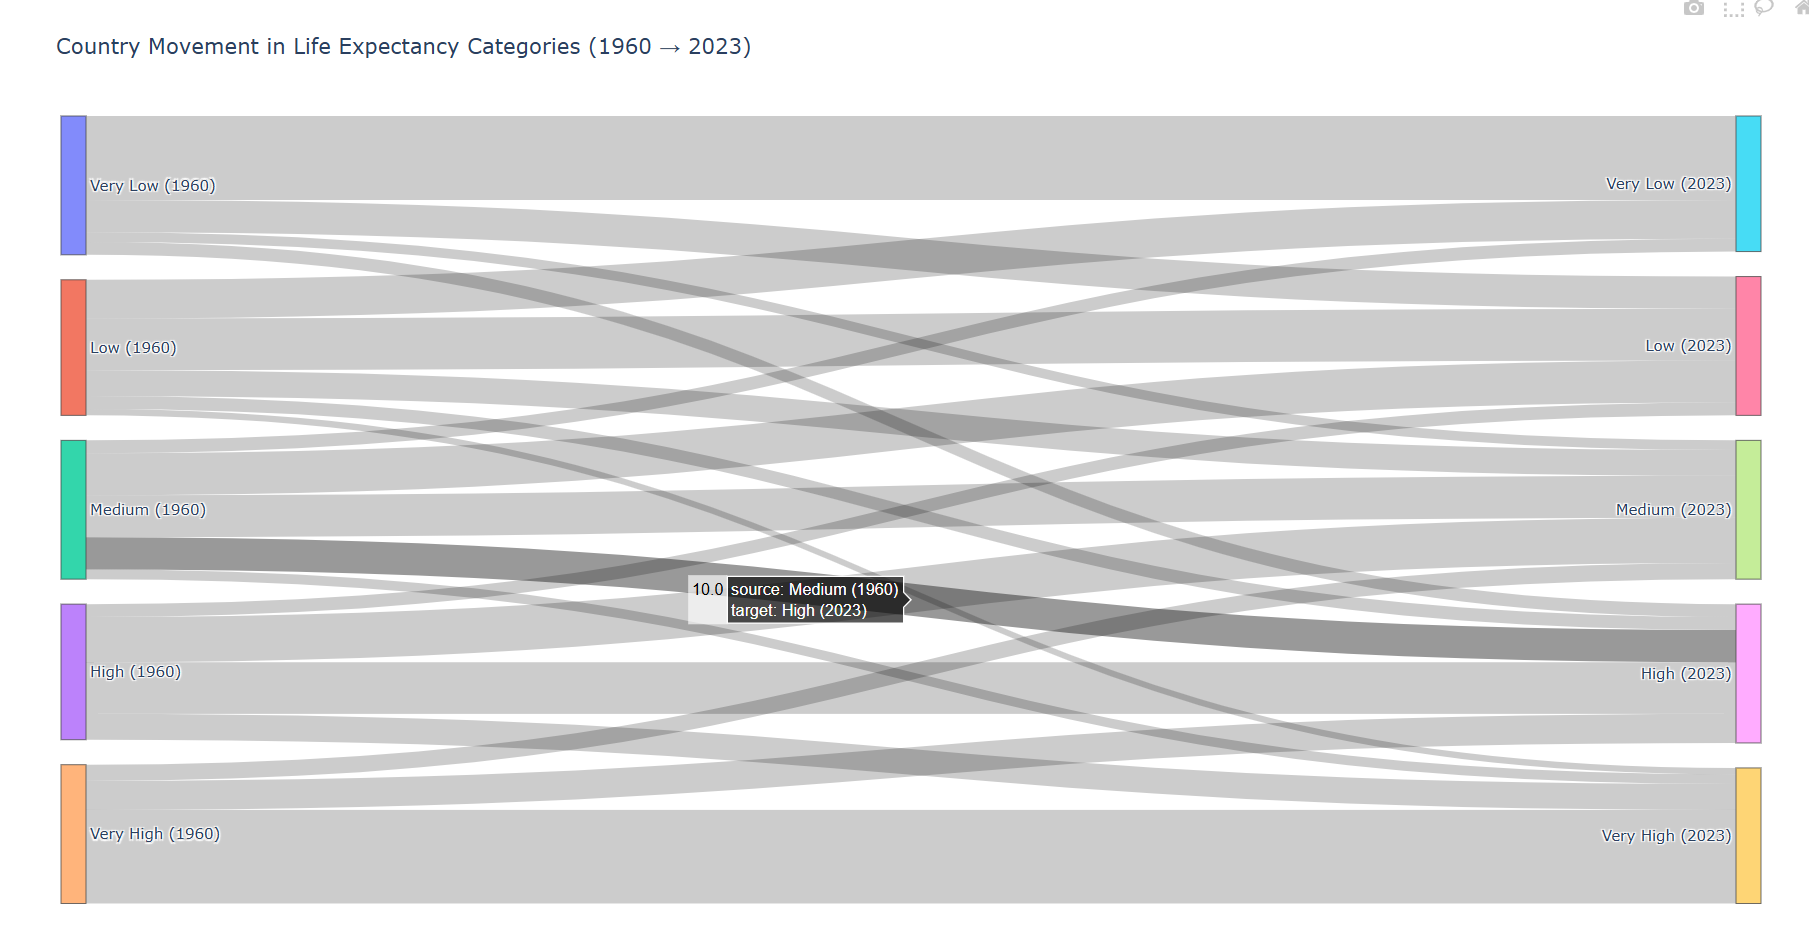 Country Movement in Life Expectancy Categories (1960 → 2023)
Very Low (1960)
Very Low (2023)
Low (1960)
Low (2023)
Medium (1960)
Medium (2023)
10.0 source: Medium (1960)
target: High (2023)
High (1960)
High (2023)
Very High (1960)
Very High (2023)